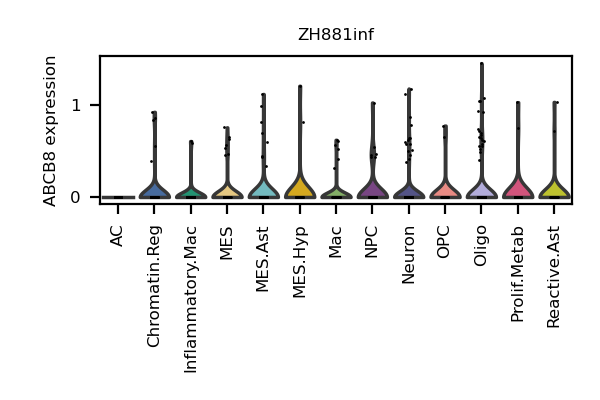 ZH881inf
ABCB8 expression
1
0
AC
Chromatin.Reg
Inflammatory.Mac
MES
MES.Ast
MES.Hyp
Mac
NPC
Neuron
OPC
Oligo
Prolif.Metab
Reactive.Ast